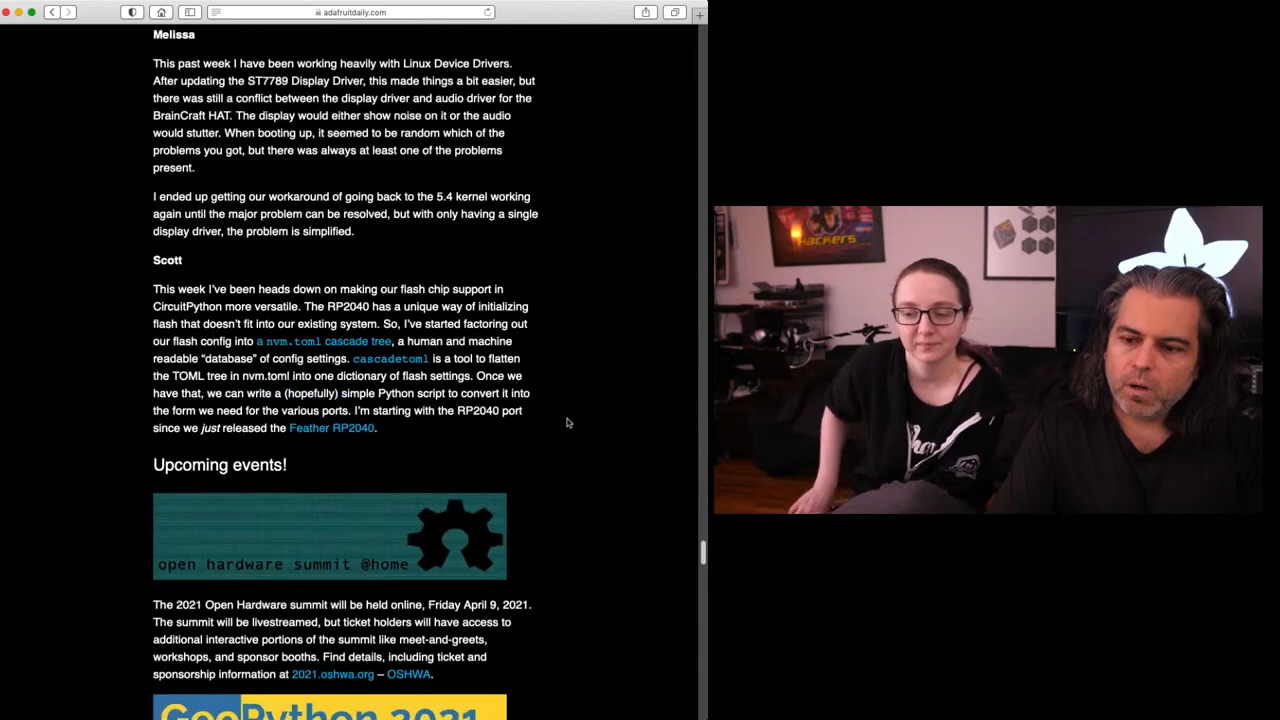 adafruitdaily.com
Melissa
This past week I have been working heavily with Linux Device Drivers.
After updating the ST7789 Display Driver, this made things a bit easier, but
there was still a conflict between the display driver and audio driver for the
BrainCraft HAT. The display would either show noise on it or the audio
would stutter. When booting up, it seemed to be random which of the
problems you got, but there was always at least one of the problems
present.
I ended up getting our workaround of going back to the 5.4 kernel working
again until the major problem can be resolved, but with only having a single
display driver, the problem is simplified.
Scott
This week I've been heads down on making our flash chip support in
CircuitPython more versatile. The RP2040 has a unique way of initializing
flash that doesn't fit into our existing system. So, I've started factoring out
our flash config into a nvm.toml cascade tree, a human and machine
readable “database” of config settings. cascadetoml is a tool to flatten
the TOML tree in nvm.toml into one dictionary of flash settings. Once we
have that, we can write a (hopefully) simple Python script to convert it into
the form we need for the various ports. I'm starting with the RP2040 port
since we just released the Feather RP2040.
Upcoming events!
open hardware summit @home
The 2021 Open Hardware summit will be held online, Friday April 9, 2021.
The summit will be livestreamed, but ticket holders will have access to
additional interactive portions of the summit like meet-and-greets,
workshops, and sponsor booths. Find details, including ticket and
sponsorship information at 2021.oshwa.org – OSHWA.
GeoPython 2021
HACKERS